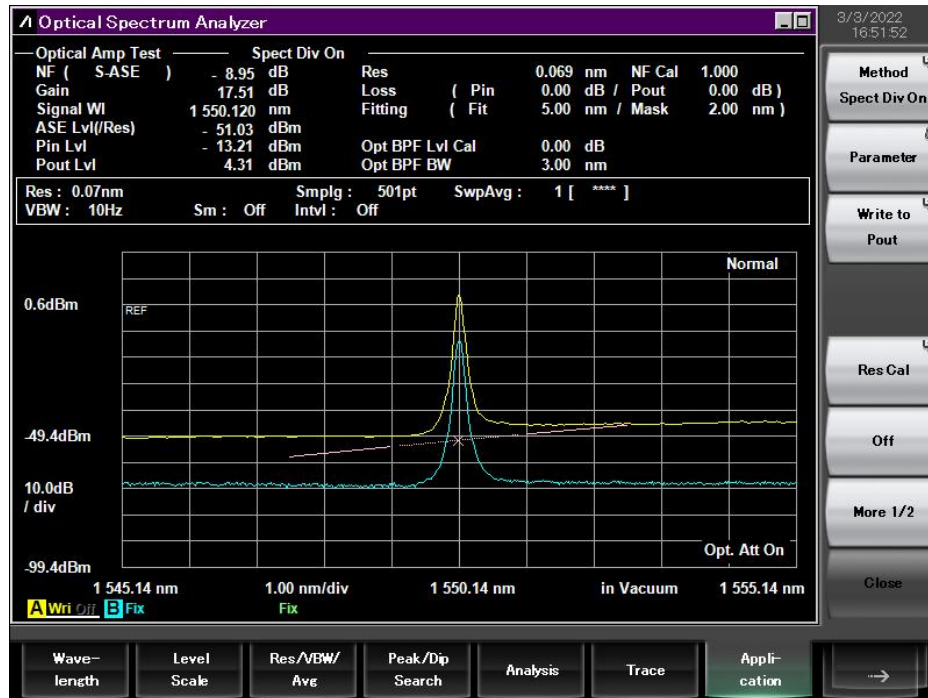 Optical Spectrum Analyzer
3/3/2022
16:51:52
Optical Amp Test Spect Div On
NF ( S-ASE ) - 8.95 dB Res 0.069 nm NF Cal 1.000
Gain 17.51 dB Loss ( Pin 0.00 dB / Pout 0.00 dB )
Signal Wl 1 550.120 nm Fitting ( Fit 5.00 nm / Mask 2.00 nm )
ASE Lvl(/Res) - 51.03 dBm
Pin Lvl - 13.21 dBm Opt BPF Lvl Cal 0.00 dB
Pout Lvl 4.31 dBm Opt BPF BW 3.00 nm
Res : 0.07nm Smplg : 501pt SwpAvg : 1 [ **** ]
VBW : 10Hz Sm : Off Intvl : Off
Normal
0.6dBm
REF
-49.4dBm
10.0dB
/ div
Opt. Att On
-99.4dBm
1 545.14 nm 1.00 nm/div 1 550.14 nm in Vacuum 1 555.14 nm
A Wri Off B Fix Fix
Method
Spect Div On
Parameter
Write to
Pout
Res Cal
Off
More 1/2
Close
Wave-
length
Level
Scale
Res/VBW/
Avg
Peak/Dip
Search
Analysis
Trace
Appli-
cation